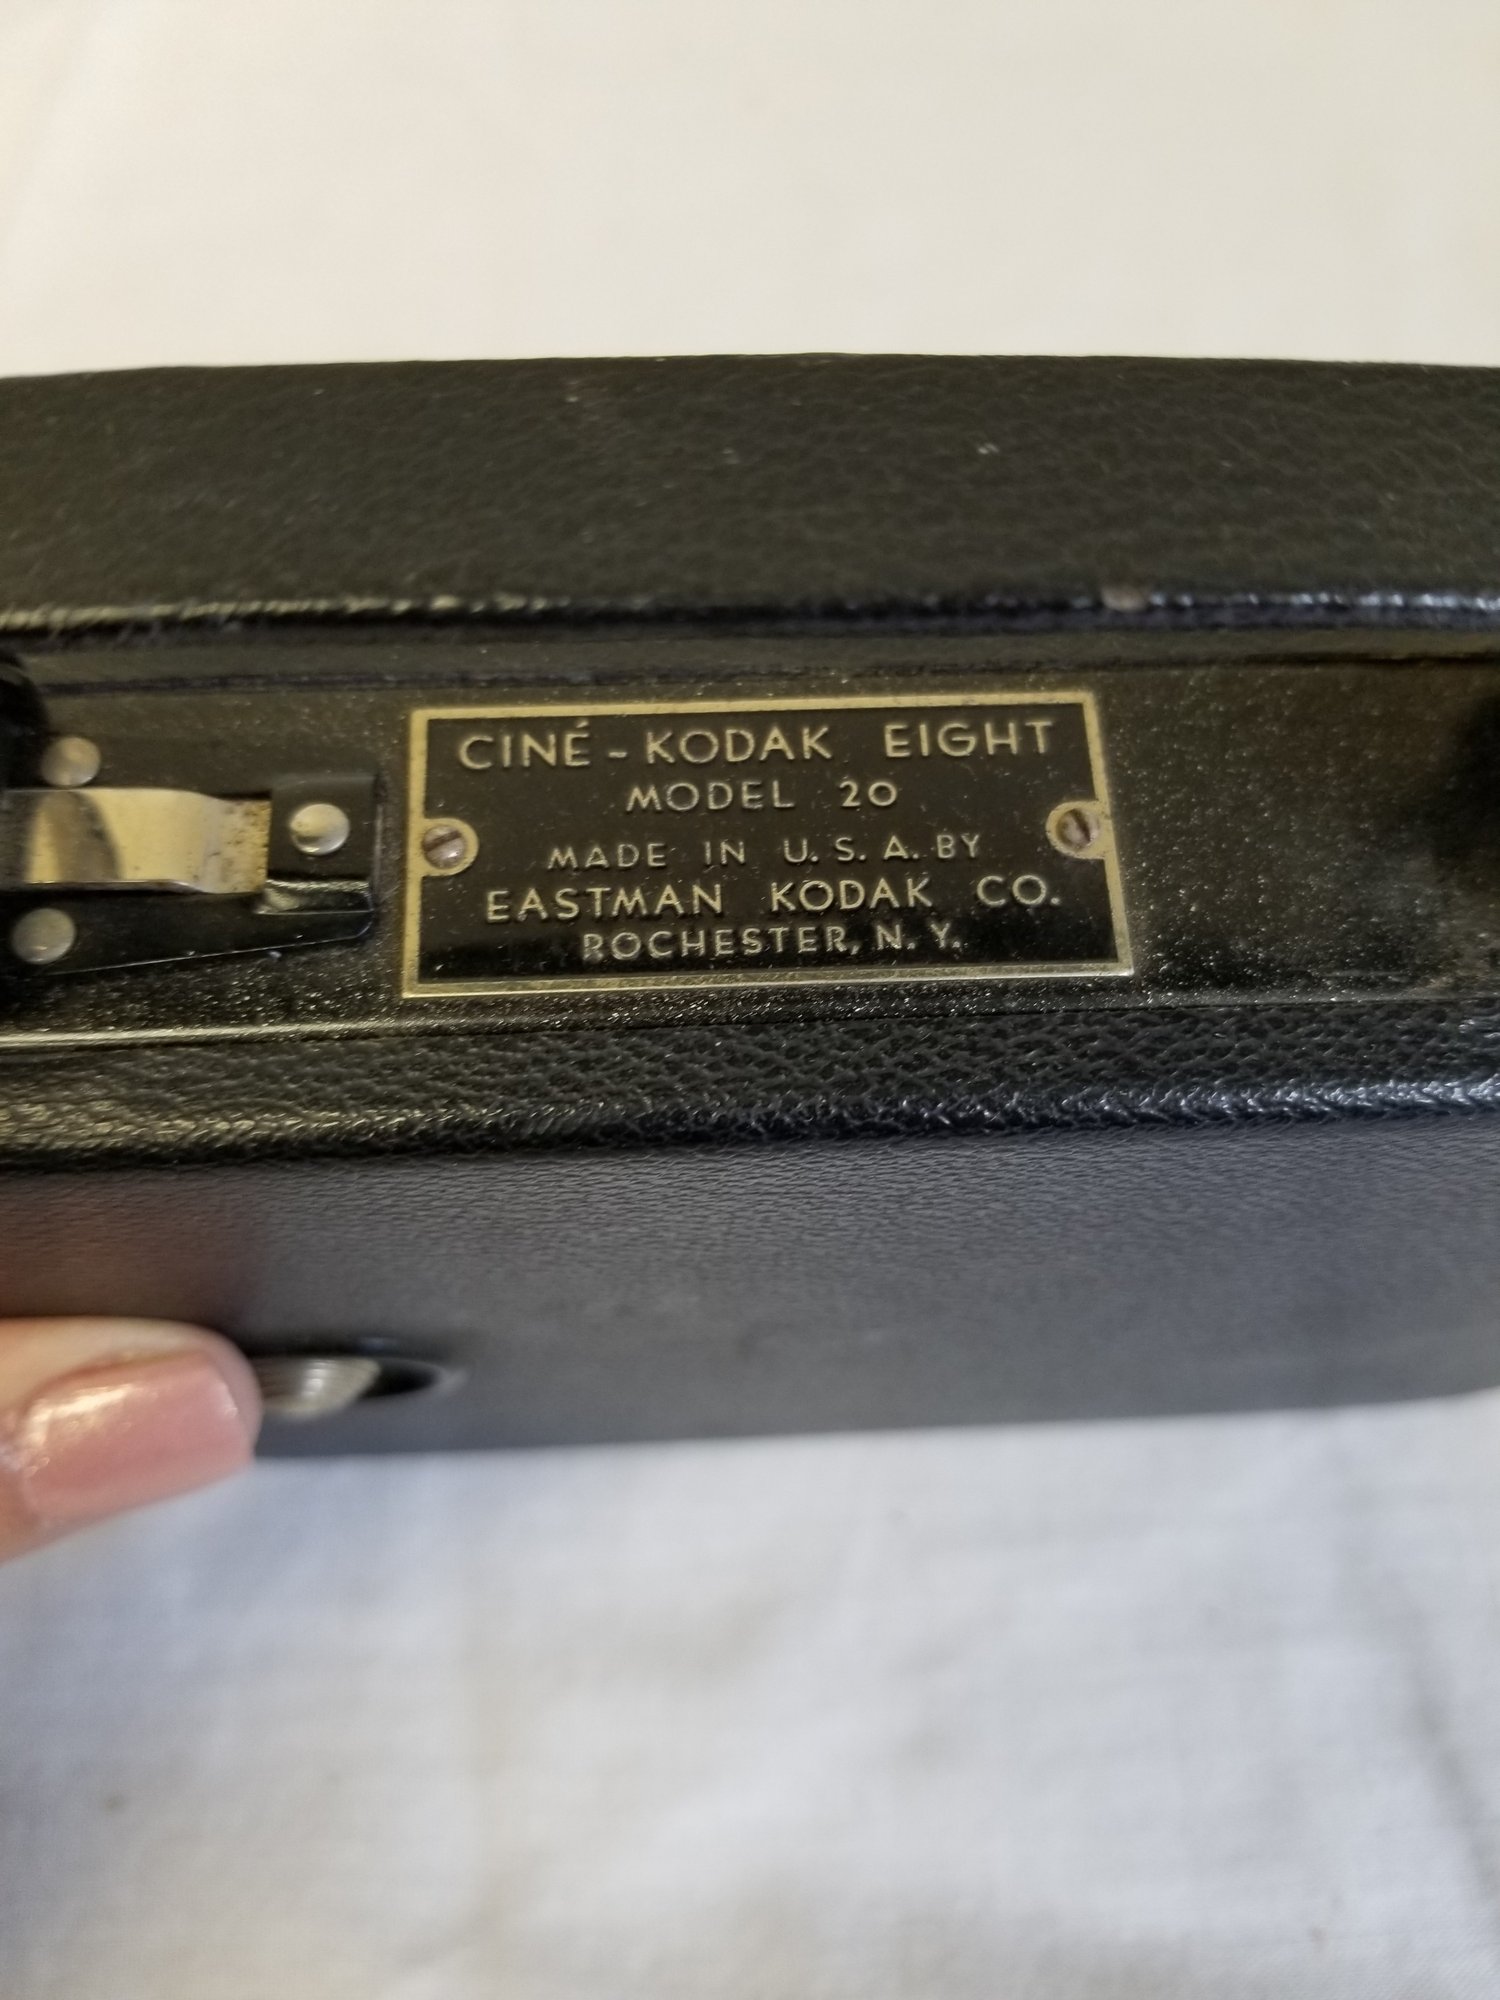 CINÉ-KODAK EIGHT
MODEL 20
MADE IN U.S.A. BY
EASTMAN KODAK CO.
ROCHESTER, N.Y.